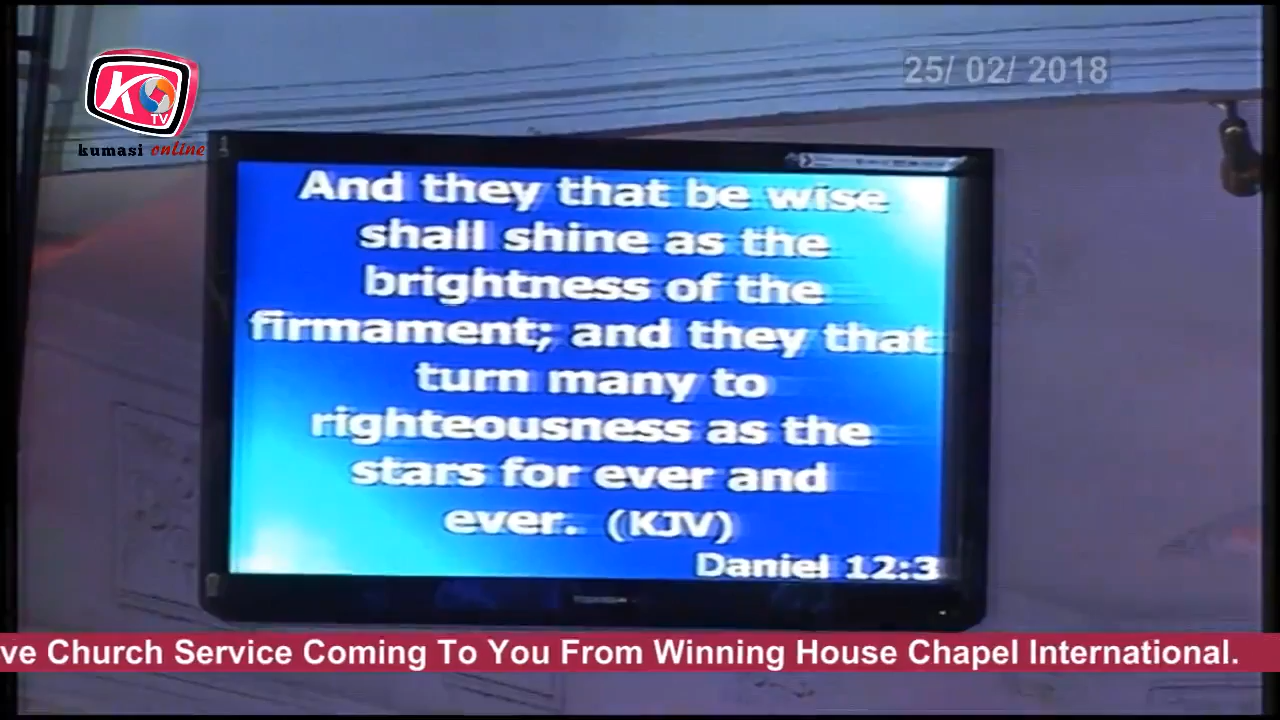 K TV
kumasi online
25/ 02/ 2018
And they that be wise
shall shine as the
brightness of the
firmament; and they that
turn many to
righteousness as the
stars for ever and
ever. (KJV)
Daniel 12:3
TOSHIBA
ve Church Service Coming To You From Winning House Chapel International.